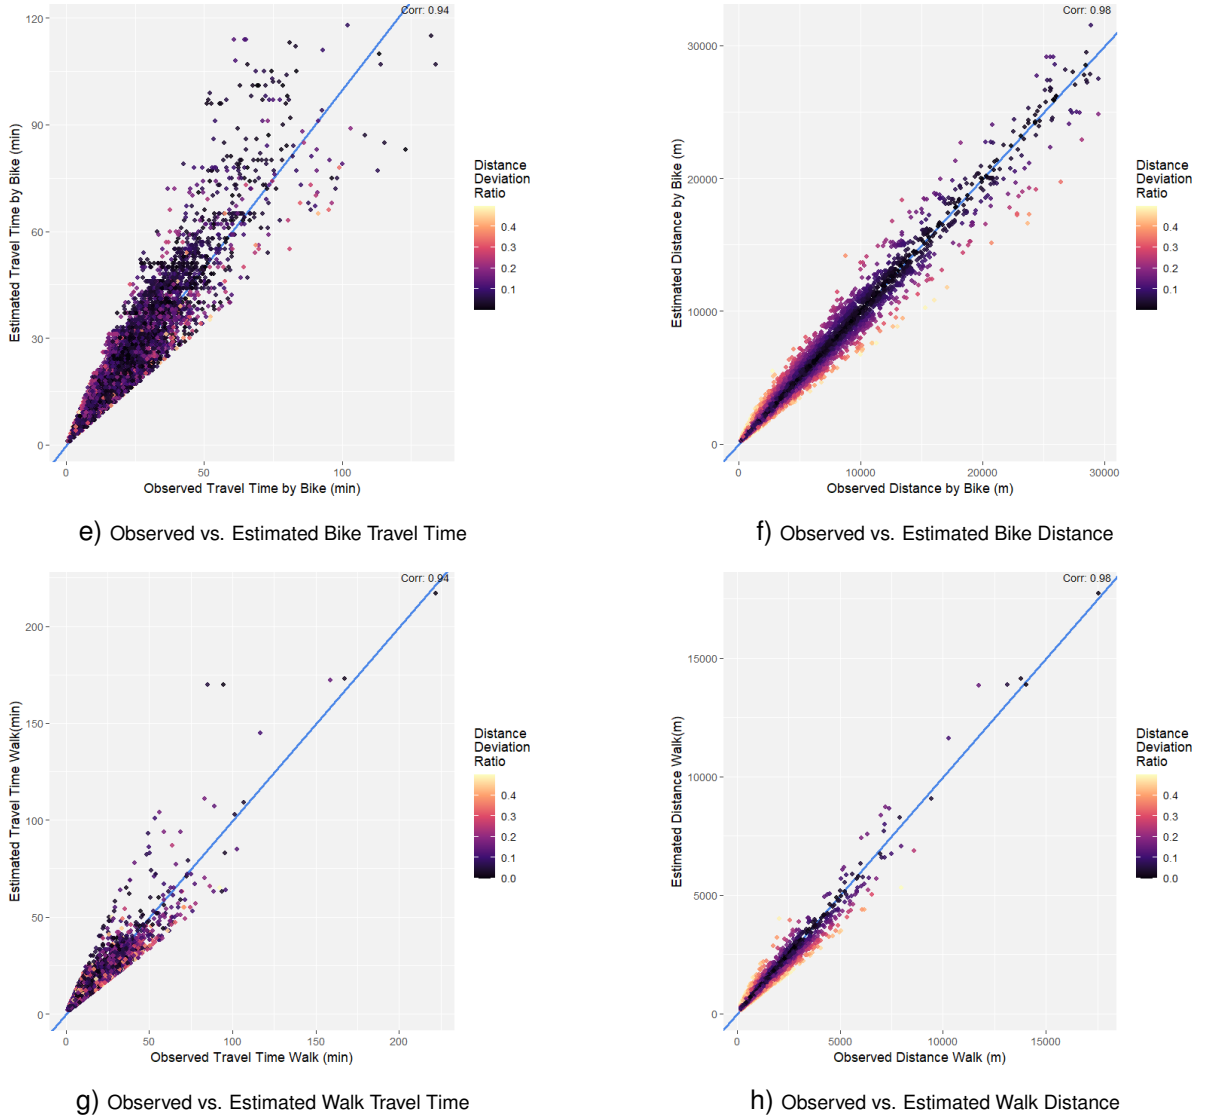 Corr: 0.94
120
90
60
30
0
Estimated Travel Time by Bike (min)
0 50 100
Observed Travel Time by Bike (min)
Distance
Deviation
Ratio
0.4
0.3
0.2
0.1
e) Observed vs. Estimated Bike Travel Time
Corr: 0.98
30000
20000
10000
0
Estimated Distance by Bike (m)
0 10000 20000 30000
Observed Distance by Bike (m)
Distance
Deviation
Ratio
0.4
0.3
0.2
0.1
f) Observed vs. Estimated Bike Distance
Corr: 0.94
200
150
100
50
0
Estimated Travel Time Walk(min)
0 50 100 150 200
Observed Travel Time Walk (min)
Distance
Deviation
Ratio
0.4
0.3
0.2
0.1
0.0
g) Observed vs. Estimated Walk Travel Time
Corr: 0.98
15000
10000
5000
0
Estimated Distance Walk(m)
0 5000 10000 15000
Observed Distance Walk (m)
Distance
Deviation
Ratio
0.4
0.3
0.2
0.1
0.0
h) Observed vs. Estimated Walk Distance